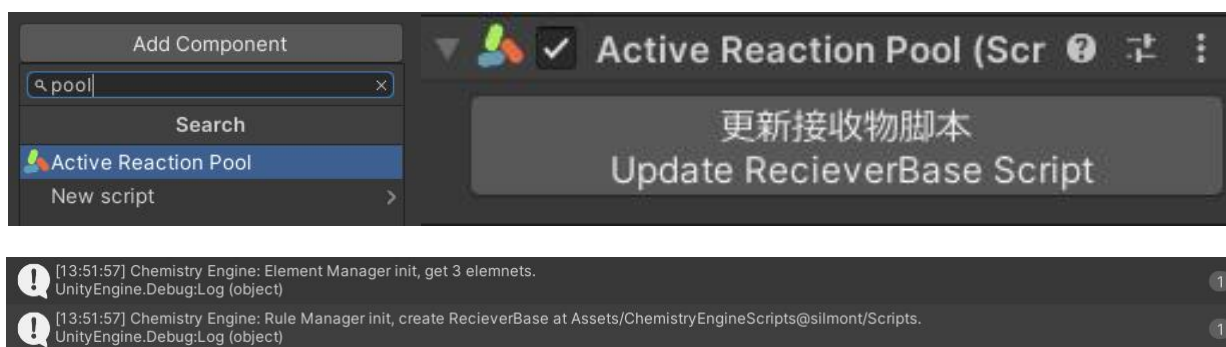 Add Component
pool
Search
Active Reaction Pool
New script
Active Reaction Pool (Scr
更新接收物脚本
Update RecieverBase Script
[13:51:57] Chemistry Engine: Element Manager init, get 3 elemnets.
UnityEngine.Debug:Log (object)
1
[13:51:57] Chemistry Engine: Rule Manager init, create RecieverBase at Assets/ChemistryEngineScripts@silmont/Scripts.
UnityEngine.Debug:Log (object)
1